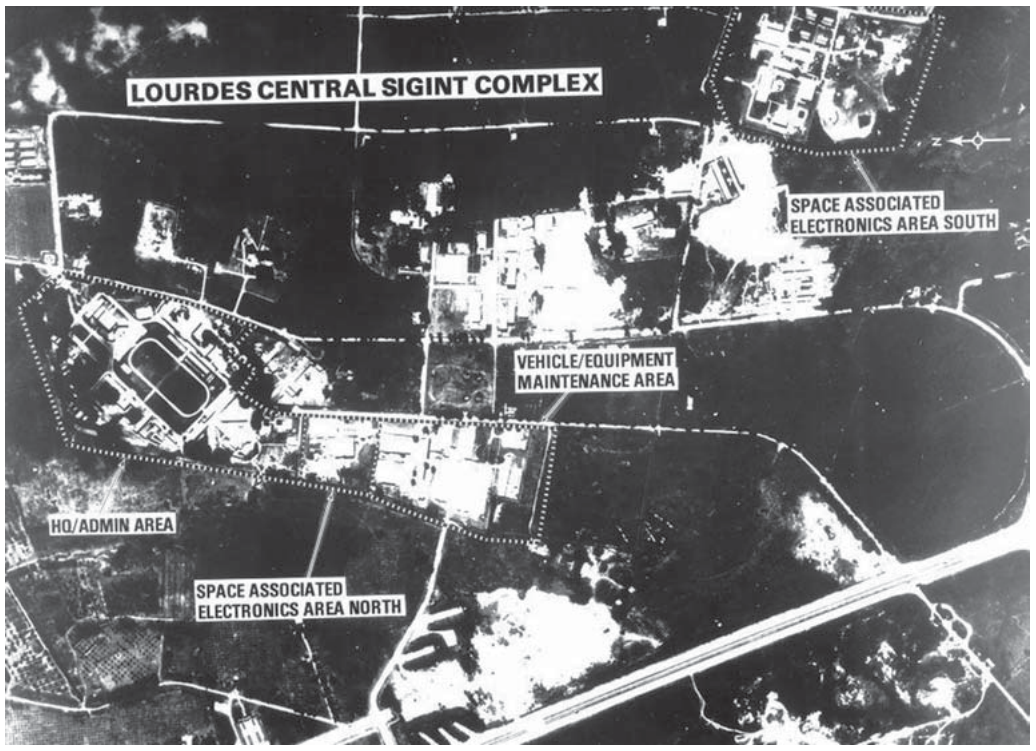 LOURDES CENTRAL SIGINT COMPLEX
N
SPACE ASSOCIATED
ELECTRONICS AREA SOUTH
VEHICLE/EQUIPMENT
MAINTENANCE AREA
HQ/ADMIN AREA
SPACE ASSOCIATED
ELECTRONICS AREA NORTH